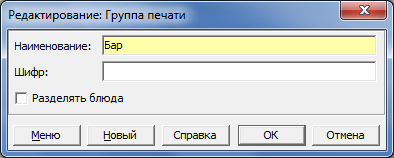 Редактирование: Группа печати
Наименование: Бар
Шифр:
Разделять блюда
Меню Новый Справка OK Отмена